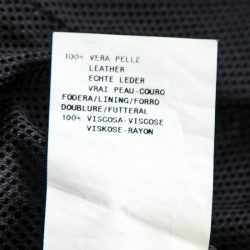 100% VERA PELLE
LEATHER
ECHTE LEDER
VRAI PEAU-COURO
FODERA/LINING/FORRO
DOUBLURE/FUTTERAL
100% VISCOSA-VISCOSE
VISKOSE-RAYON